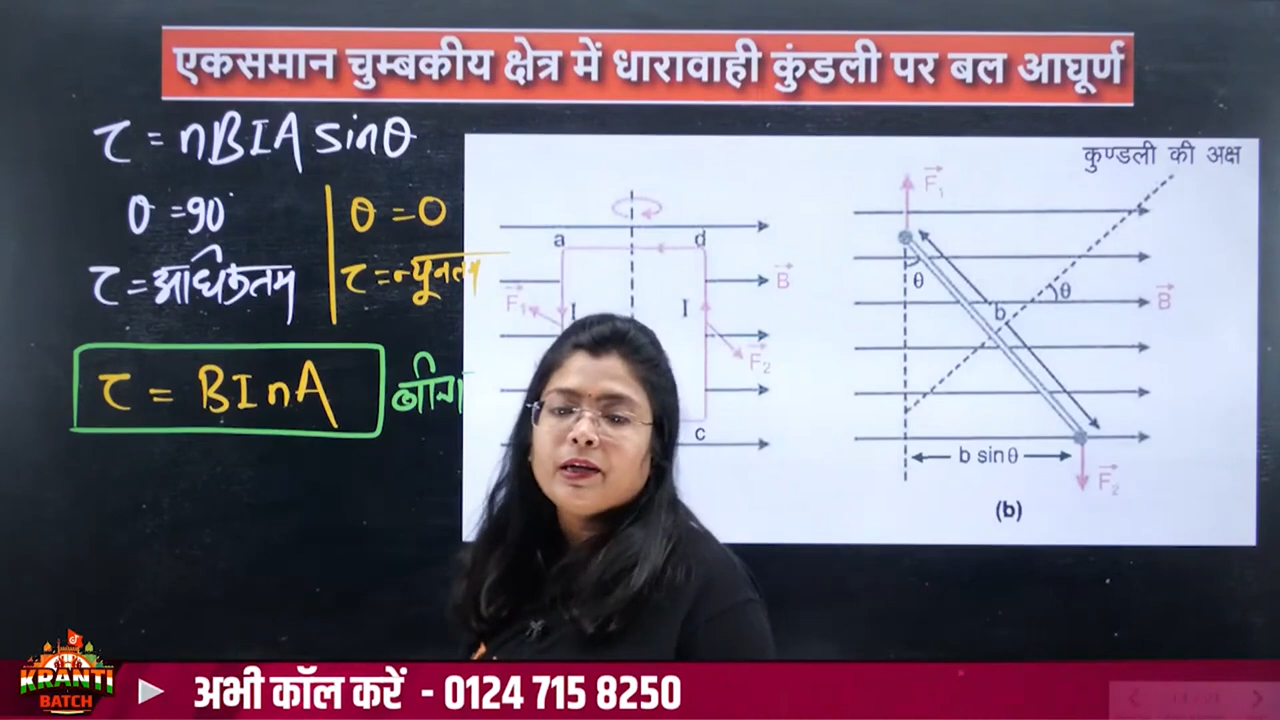 एकसमान चुम्बकीय क्षेत्र में धारावाही कुंडली पर बल आघूर्ण
τ = nBIA sinθ
θ = 90°
τ = अधिकतम
θ = 0
τ = न्यूनतम
τ = BInA
a
d
I
I
F₁
F₂
B
c
कुण्डली की अक्ष
F₁
θ
b
θ
B
b sinθ
F₂
(b)
KRANTI
BATCH
अभी कॉल करें - 0124 715 8250